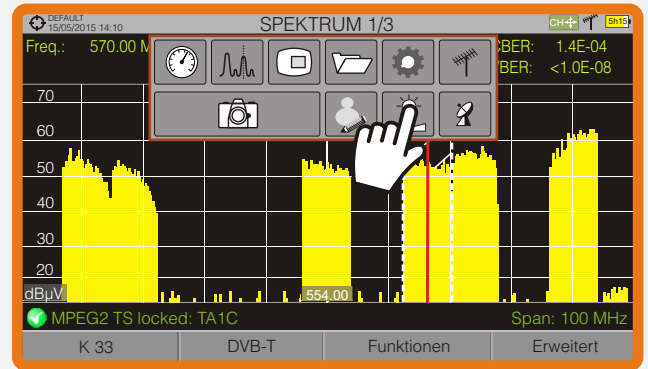 DEFAULT
15/05/2015 14:10
SPEKTRUM 1/3
CH
5h15
Freq.: 570.00 M
CBER: 1.4E-04
BER: <1.0E-08
70
60
50
40
30
20
dBµV
554.00
MPEG2 TS locked: TA1C
Span: 100 MHz
K 33
DVB-T
Funktionen
Erweitert